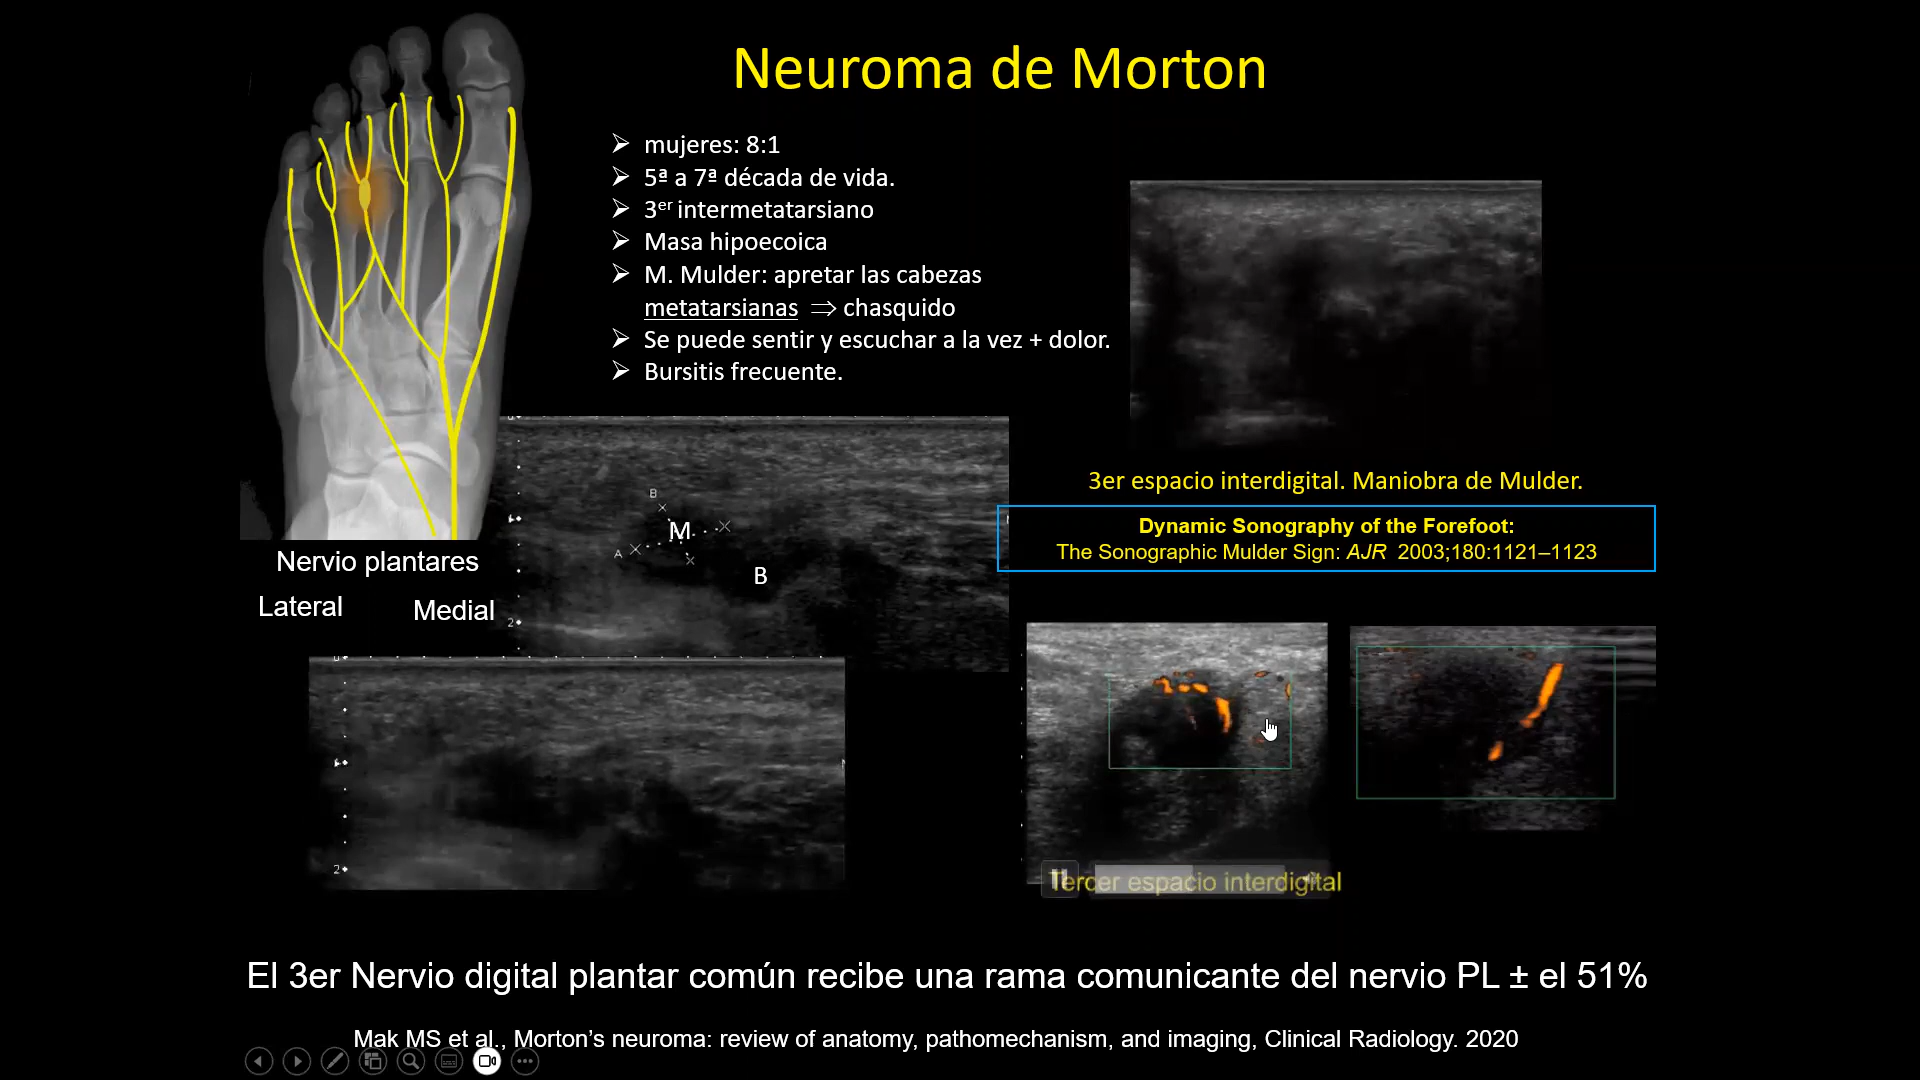 Neuroma de Morton
➢ mujeres: 8:1
➢ 5ª a 7ª década de vida.
➢ 3er intermetatarsiano
➢ Masa hipoecoica
➢ M. Mulder: apretar las cabezas
metatarsianas ⇒ chasquido
➢ Se puede sentir y escuchar a la vez + dolor.
➢ Bursitis frecuente.
3er espacio interdigital. Maniobra de Mulder.
Dynamic Sonography of the Forefoot:
The Sonographic Mulder Sign: AJR 2003;180:1121–1123
B
M
A
B
2
Nervio plantares
Lateral Medial
2
Tercer espacio interdigital
El 3er Nervio digital plantar común recibe una rama comunicante del nervio PL ± el 51%
Mak MS et al., Morton’s neuroma: review of anatomy, pathomechanism, and imaging, Clinical Radiology. 2020